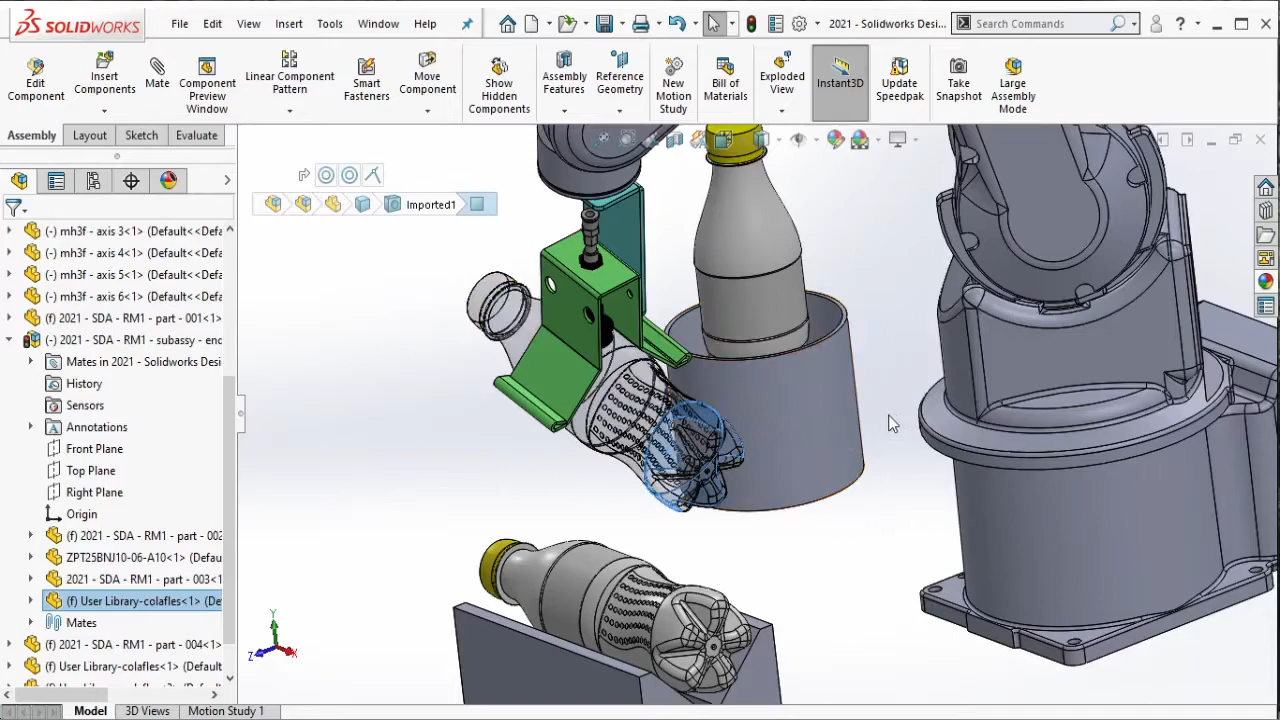 SOLIDWORKS
File Edit View Insert Tools Window Help
2021 - Solidworks Desi...
Search Commands
Edit Component
Insert Components
Mate
Component Preview Window
Linear Component Pattern
Smart Fasteners
Move Component
Show Hidden Components
Assembly Features
Reference Geometry
New Motion Study
Bill of Materials
Exploded View
Instant3D
Update Speedpak
Take Snapshot
Large Assembly Mode
Assembly Layout Sketch Evaluate
Imported1
(-) mh3f - axis 3<1> (Default<<Defa
(-) mh3f - axis 4<1> (Default<<Defa
(-) mh3f - axis 5<1> (Default<<Defa
(-) mh3f - axis 6<1> (Default<<Defa
(f) 2021 - SDA - RM1 - part - 001<1>
(-) 2021 - SDA - RM1 - subassy - enc
Mates in 2021 - Solidworks Desi
History
Sensors
Annotations
Front Plane
Top Plane
Right Plane
Origin
(f) 2021 - SDA - RM1 - part - 002
ZPT25BNJ10-06-A10<1> (Defau
2021 - SDA - RM1 - part - 003<1
(f) User Library-colafles<1> (De
Mates
(-) 2021 - SDA - RM1 - part - 004<1>
(f) User Library-colafles<1> (Default
Y
Z
X
Model 3D Views Motion Study 1